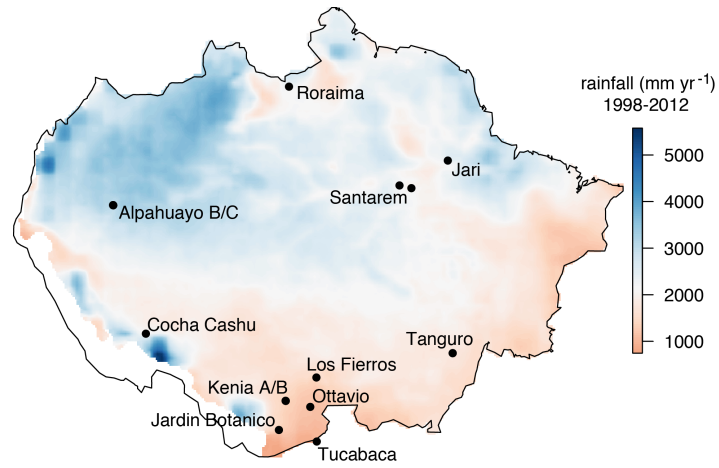 rainfall (mm yr⁻¹)
1998-2012
5000
4000
3000
2000
1000
Roraima
Jari
Santarem
Alpahuayo B/C
Cocha Cashu
Tanguro
Los Fierros
Kenia A/B
Ottavio
Jardin Botanico
Tucabaca